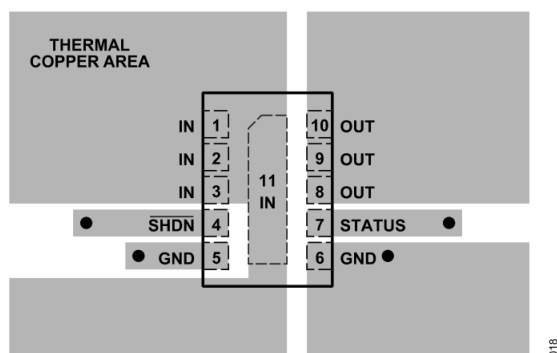 THERMAL
COPPER AREA
IN 1 10 OUT
IN 2 9 OUT
IN 3 11 IN 8 OUT
SHDN 4 7 STATUS
GND 5 6 GND
018